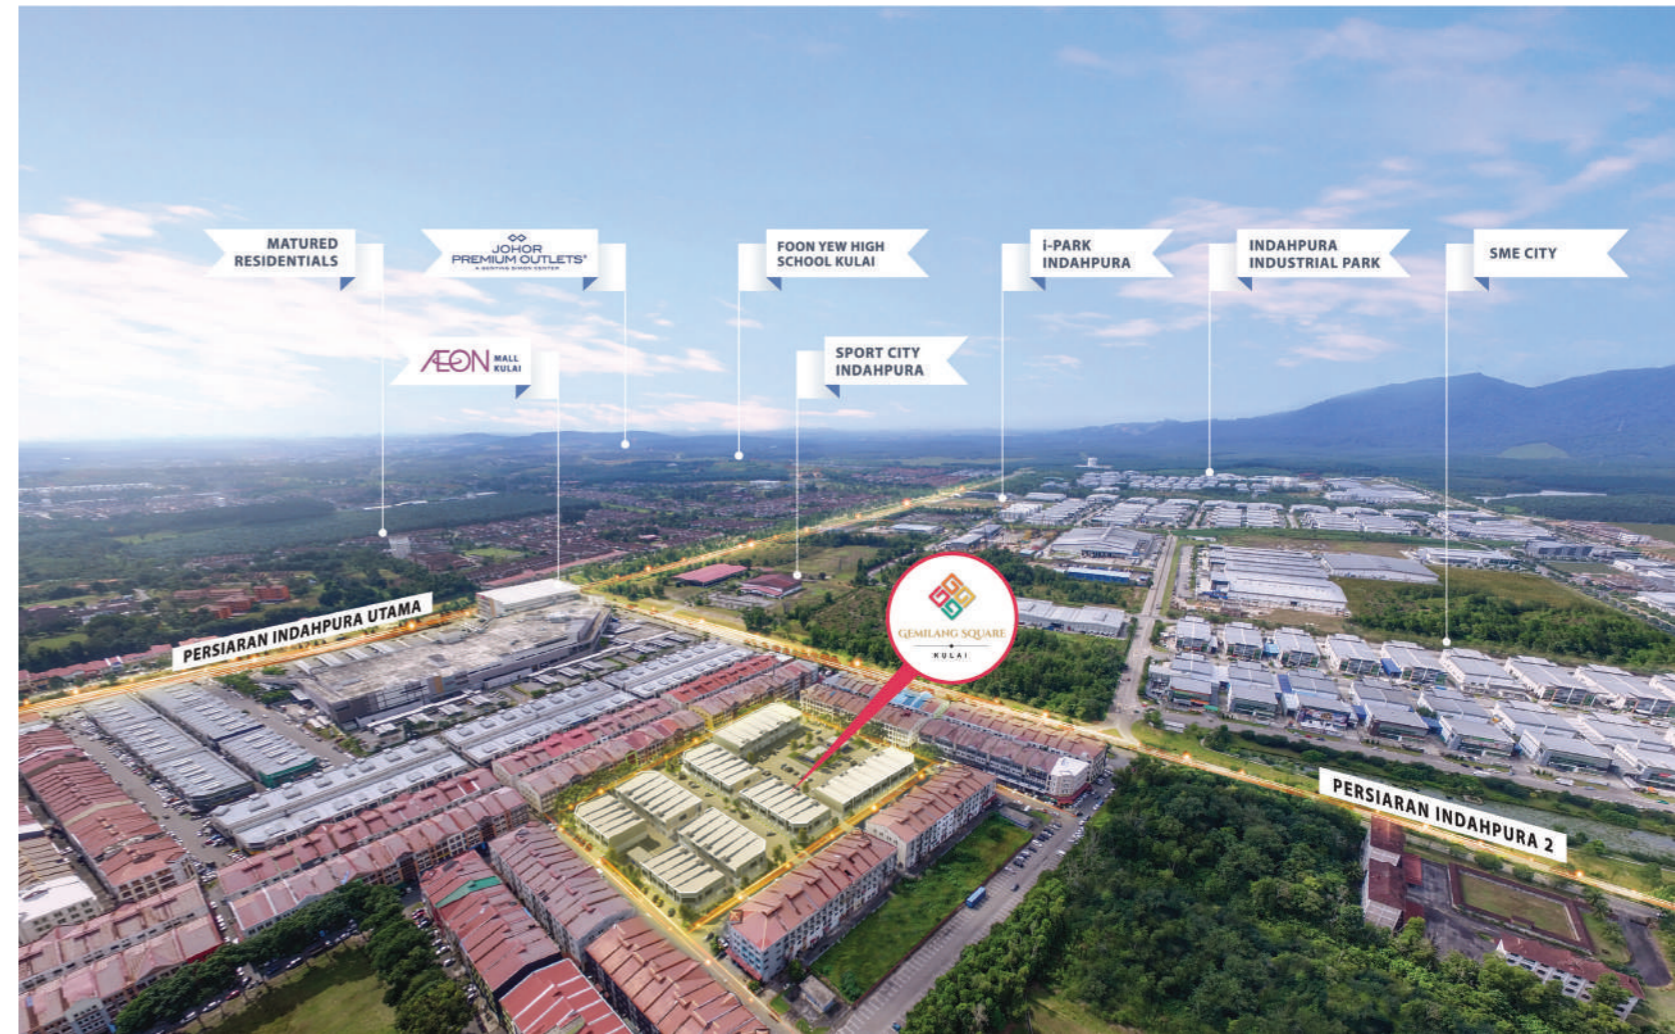 MATURED
RESIDENTIALS
JOHOR
PREMIUM OUTLETS®
A GENTING SIMON CENTER
FOON YEW HIGH
SCHOOL KULAI
i-PARK
INDAHPURA
INDAHPURA
INDUSTRIAL PARK
SME CITY
ÆON MALL
KULAI
SPORT CITY
INDAHPURA
PERSIARAN INDAHPURA UTAMA
GEMILANG SQUARE
KULAI
PERSIARAN INDAHPURA 2